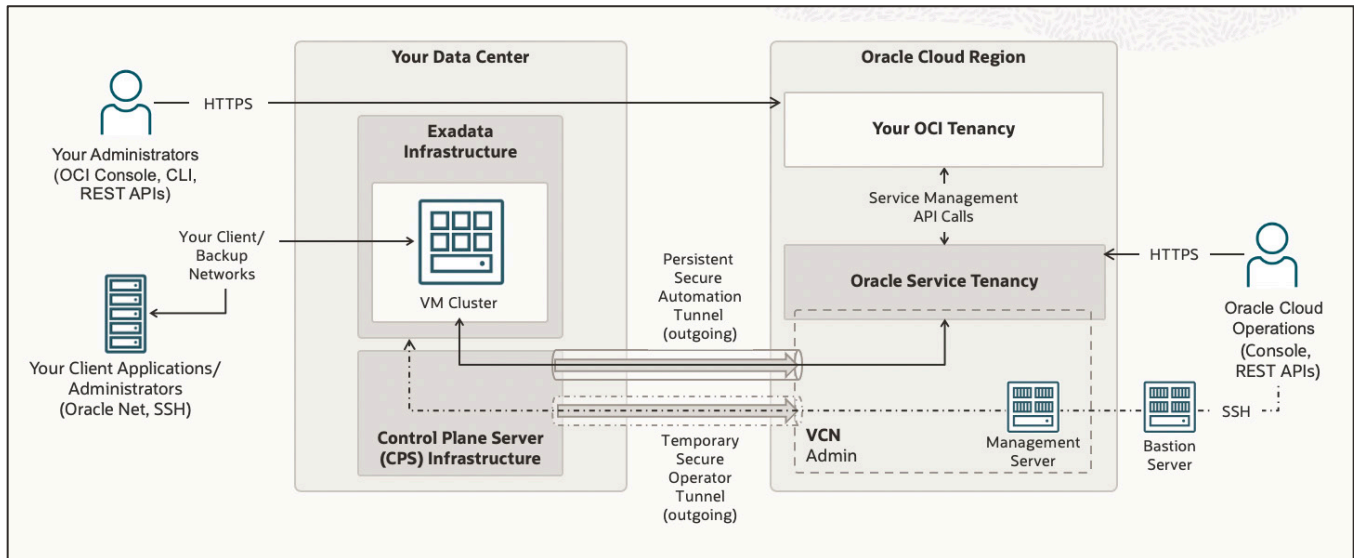 Your Data Center
Oracle Cloud Region
HTTPS
Your OCI Tenancy
Your Administrators
(OCI Console, CLI,
REST APIs)
Exadata
Infrastructure
Service Management
API Calls
Your Client/
Backup
Networks
VM Cluster
Persistent
Secure
Automation
Tunnel
(outgoing)
Oracle Service Tenancy
HTTPS
Oracle Cloud
Operations
(Console,
REST APIs)
Your Client Applications/
Administrators
(Oracle Net, SSH)
Control Plane Server
(CPS) Infrastructure
Temporary
Secure
Operator
Tunnel
(outgoing)
VCN
Admin
Management
Server
Bastion
Server
SSH